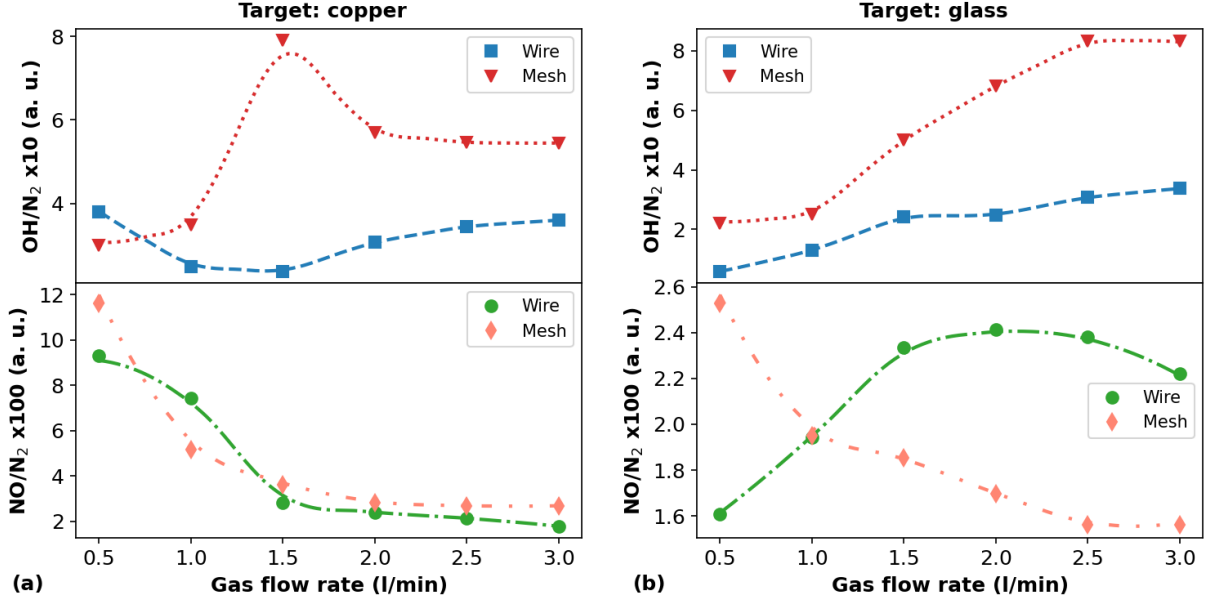 Target: copper
OH/N₂ x10 (a. u.)
8
6
4
Wire
Mesh
NO/N₂ x100 (a. u.)
12
10
8
6
4
2
Wire
Mesh
0.5 1.0 1.5 2.0 2.5 3.0
(a) Gas flow rate (l/min)
Target: glass
OH/N₂ x10 (a. u.)
8
6
4
2
Wire
Mesh
NO/N₂ x100 (a. u.)
2.6
2.4
2.2
2.0
1.8
1.6
Wire
Mesh
0.5 1.0 1.5 2.0 2.5 3.0
(b) Gas flow rate (l/min)